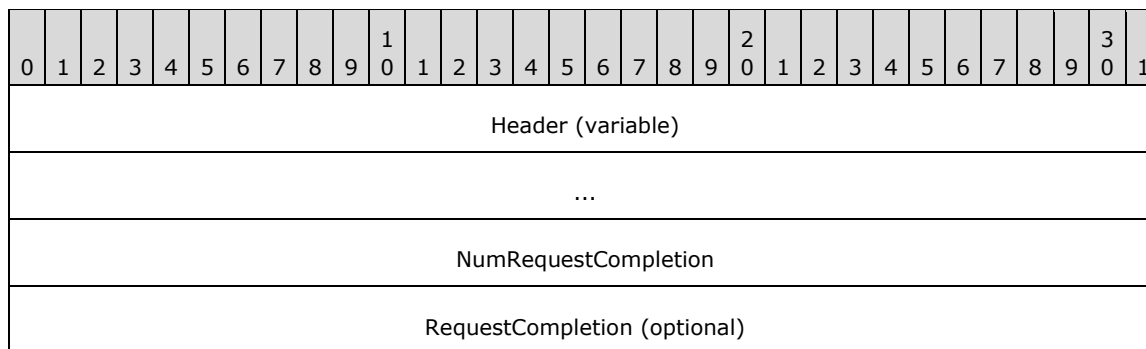 1 2 3
0 1 2 3 4 5 6 7 8 9 0 1 2 3 4 5 6 7 8 9 0 1 2 3 4 5 6 7 8 9 0 1
Header (variable)
...
NumRequestCompletion
RequestCompletion (optional)